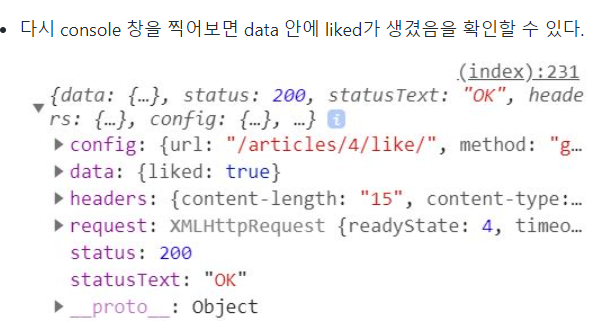 다시 console 창을 찍어보면 data 안에 liked가 생겼음을 확인할 수 있다.
(index):231
{data: {…}, status: 200, statusText: "OK", heade
rs: {…}, config: {…}, …} i
config: {url: "/articles/4/like/", method: "g…
data: {liked: true}
headers: {content-length: "15", content-type:…
request: XMLHttpRequest {readyState: 4, timeo…
status: 200
statusText: "OK"
__proto__: Object